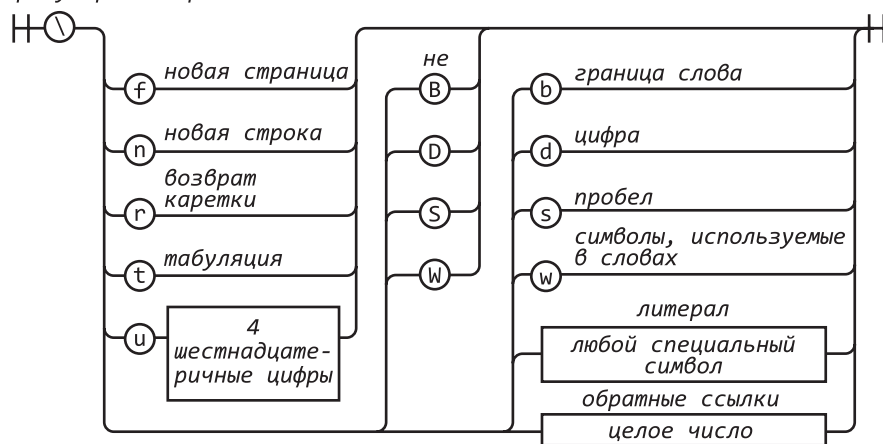 \
f новая страница
n новая строка
r возврат
каретки
t табуляция
u 4
шестнадцате-
ричные цифры
не
B
D
S
W
b граница слова
d цифра
s пробел
w символы, используемые
в словах
литерал
любой специальный
символ
обратные ссылки
целое число